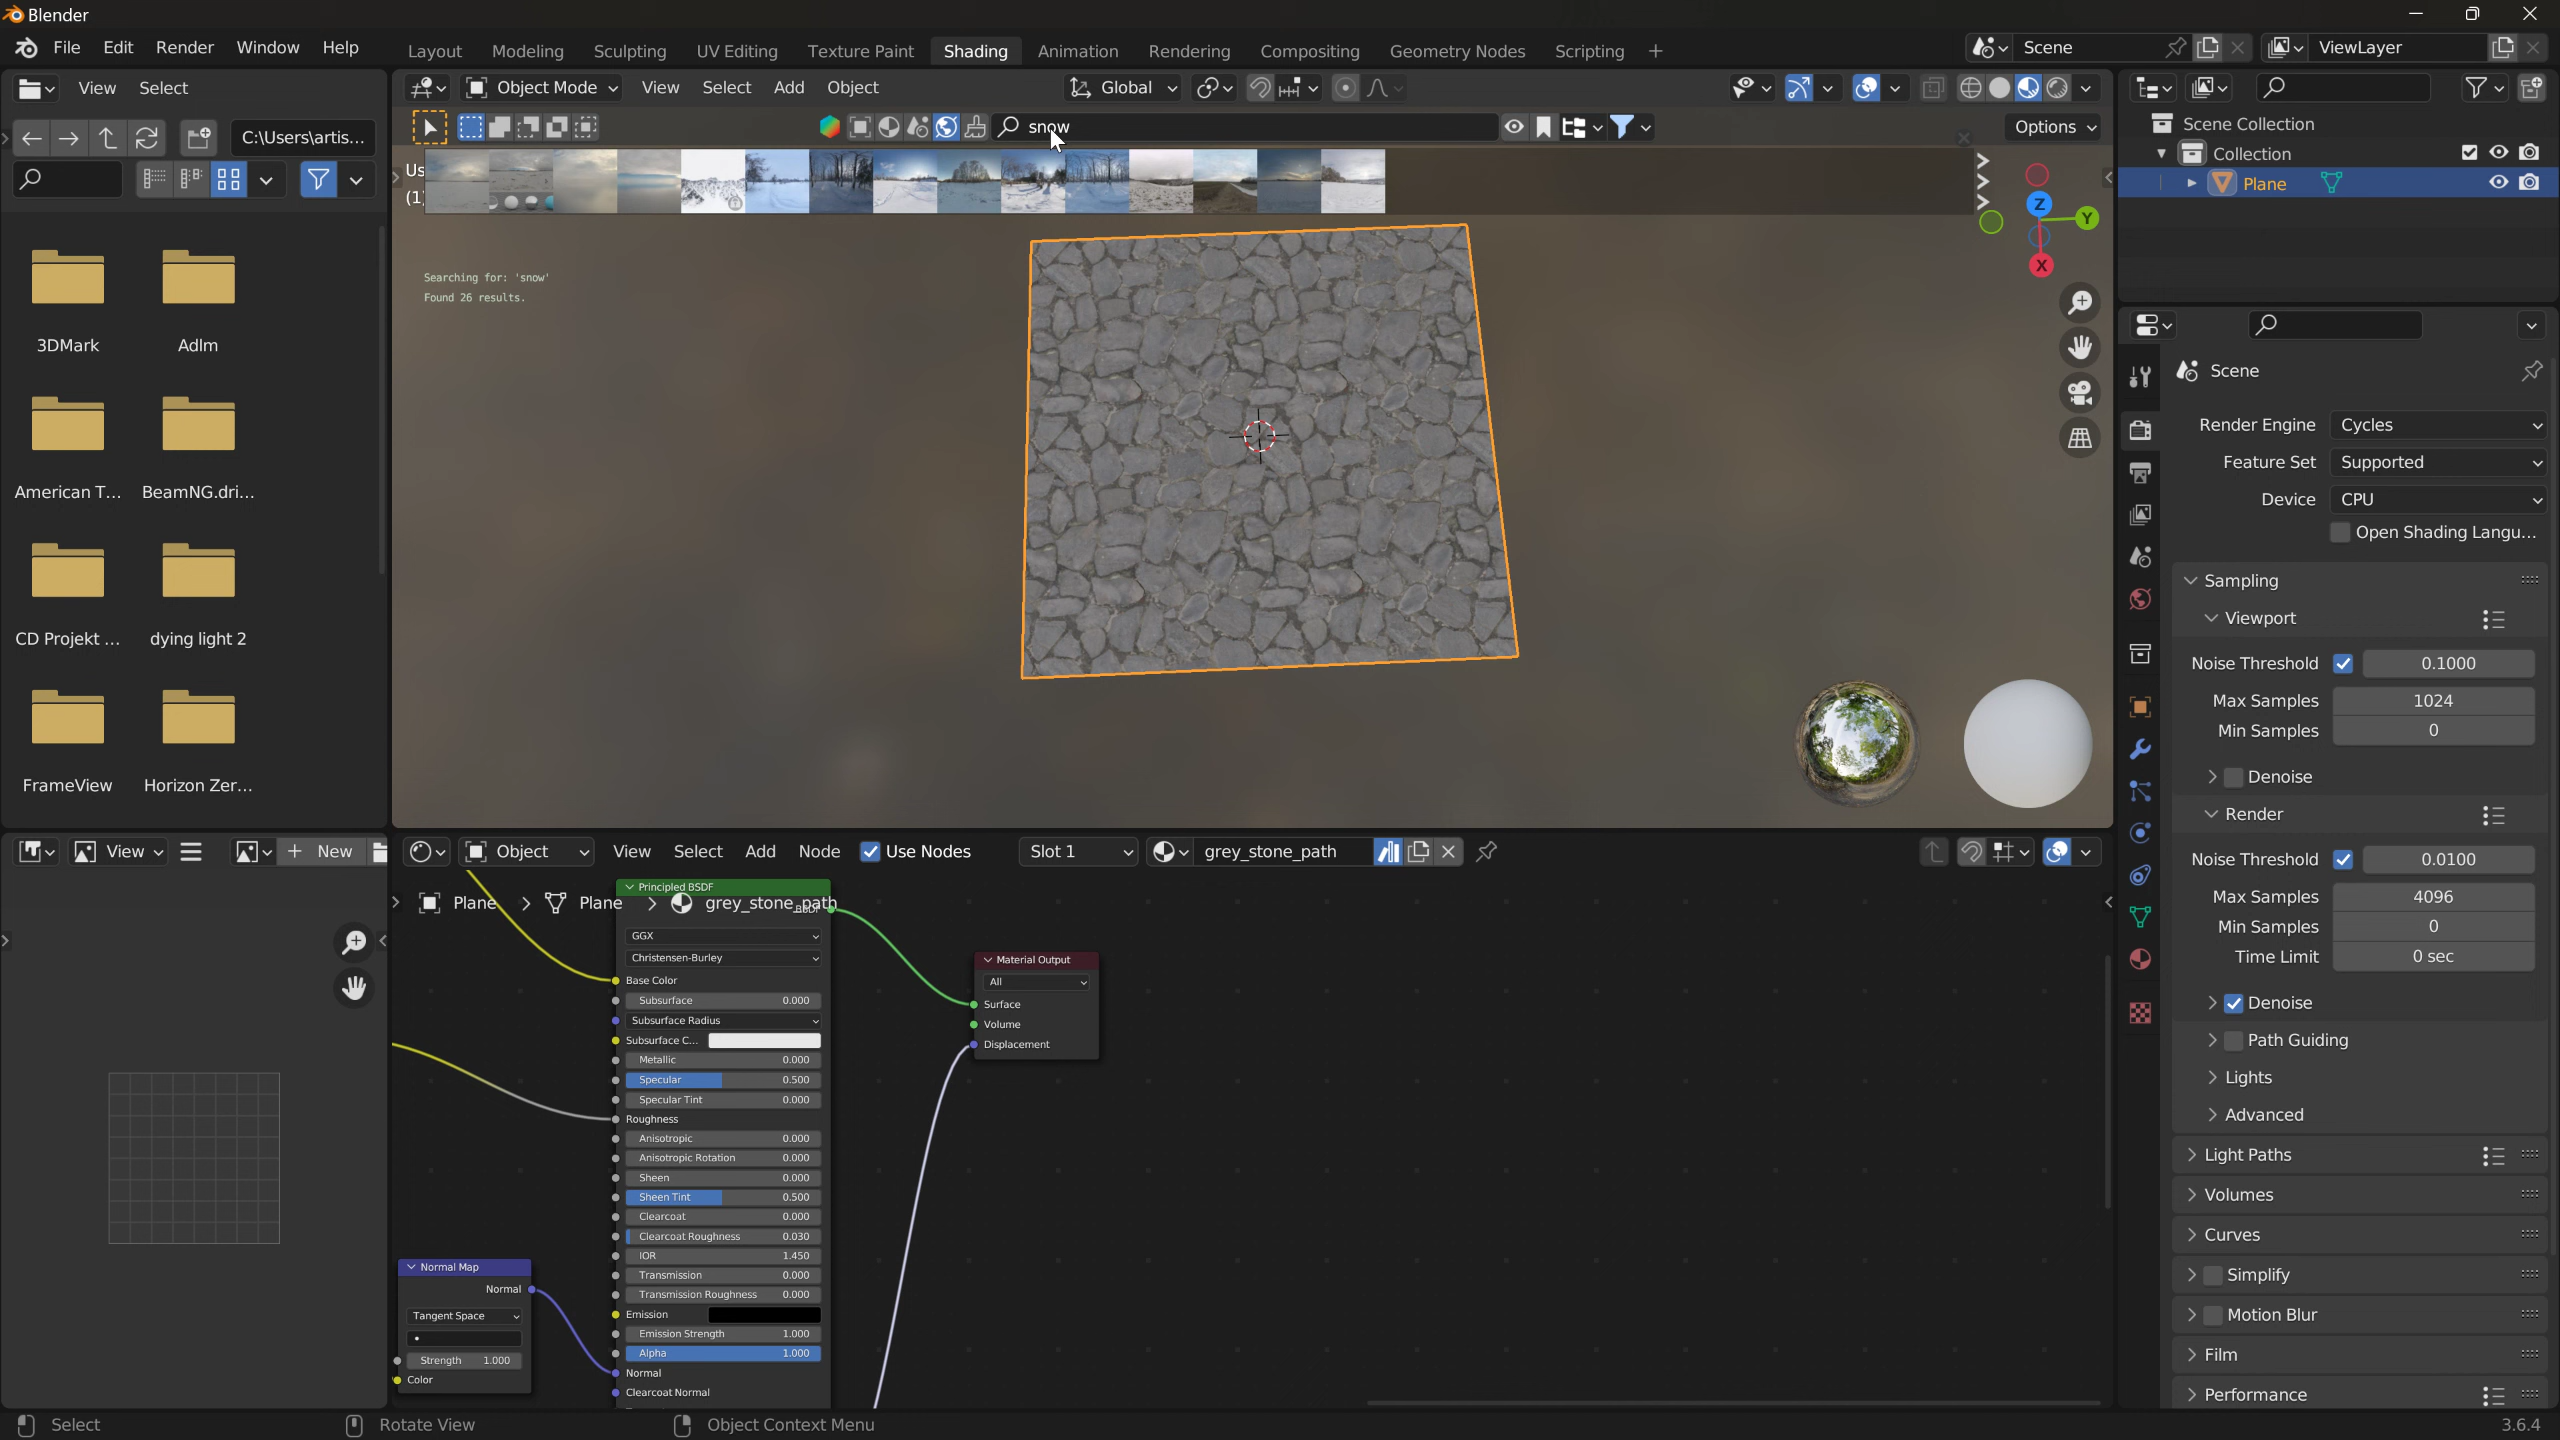 Blender
File Edit Render Window Help
Layout Modeling Sculpting UV Editing Texture Paint Shading Animation Rendering Compositing Geometry Nodes Scripting +
Scene
ViewLayer
View Select
C:\Users\artis...
3DMark
Adlm
American T...
BeamNG.dri...
CD Projekt ...
dying light 2
FrameView
Horizon Zer...
Object Mode View Select Add Object
Global
snow
Options
Us
(1)
Searching for: 'snow'
Found 26 results.
Z
Y
X
Scene Collection
Collection
Plane
Scene
Render Engine Cycles
Feature Set Supported
Device CPU
Open Shading Langu...
Sampling
Viewport
Noise Threshold 0.1000
Max Samples 1024
Min Samples 0
Denoise
Render
Noise Threshold 0.0100
Max Samples 4096
Min Samples 0
Time Limit 0 sec
Denoise
Path Guiding
Lights
Advanced
Light Paths
Volumes
Curves
Simplify
Motion Blur
Film
Performance
View
+ New
Object View Select Add Node Use Nodes Slot 1 grey_stone_path
Plane > Plane > grey_stone_path
Principled BSDF
BSDF
GGX
Christensen-Burley
Base Color
Subsurface 0.000
Subsurface Radius
Subsurface C...
Metallic 0.000
Specular 0.500
Specular Tint 0.000
Roughness
Anisotropic 0.000
Anisotropic Rotation 0.000
Sheen 0.000
Sheen Tint 0.500
Clearcoat 0.000
Clearcoat Roughness 0.030
IOR 1.450
Transmission 0.000
Transmission Roughness 0.000
Emission
Emission Strength 1.000
Alpha 1.000
Normal
Clearcoat Normal
Material Output
All
Surface
Volume
Displacement
Normal Map
Normal
Tangent Space
Strength 1.000
Color
Select
Rotate View
Object Context Menu
3.6.4